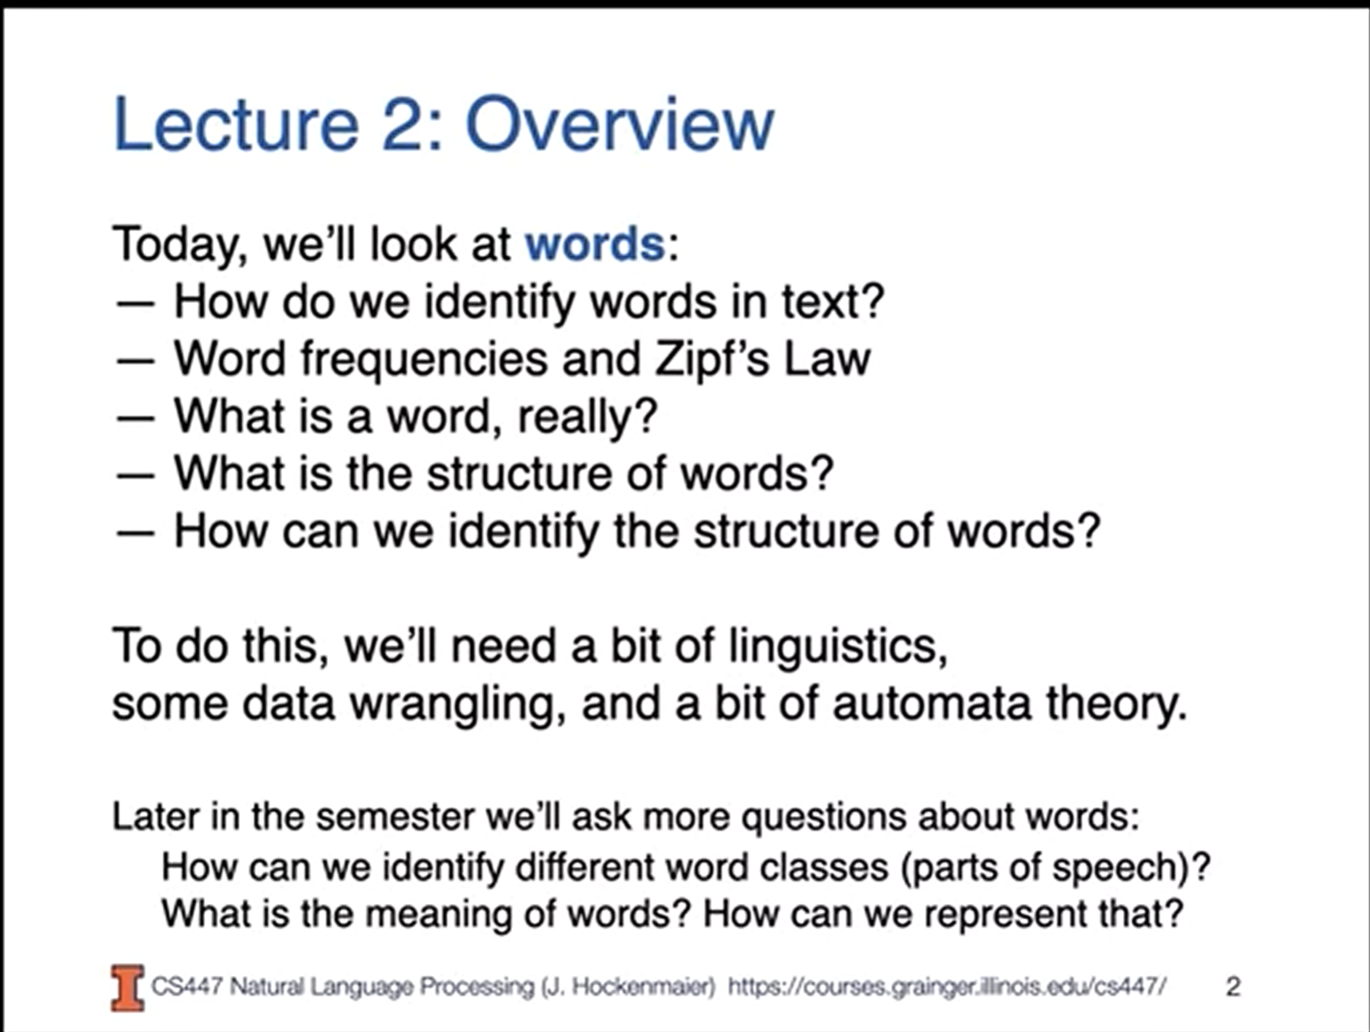 Lecture 2: Overview
Today, we’ll look at words:
— How do we identify words in text?
— Word frequencies and Zipf’s Law
— What is a word, really?
— What is the structure of words?
— How can we identify the structure of words?
To do this, we’ll need a bit of linguistics,
some data wrangling, and a bit of automata theory.
Later in the semester we’ll ask more questions about words:
How can we identify different word classes (parts of speech)?
What is the meaning of words? How can we represent that?
CS447 Natural Language Processing (J. Hockenmaier) https://courses.grainger.illinois.edu/cs447/ 2